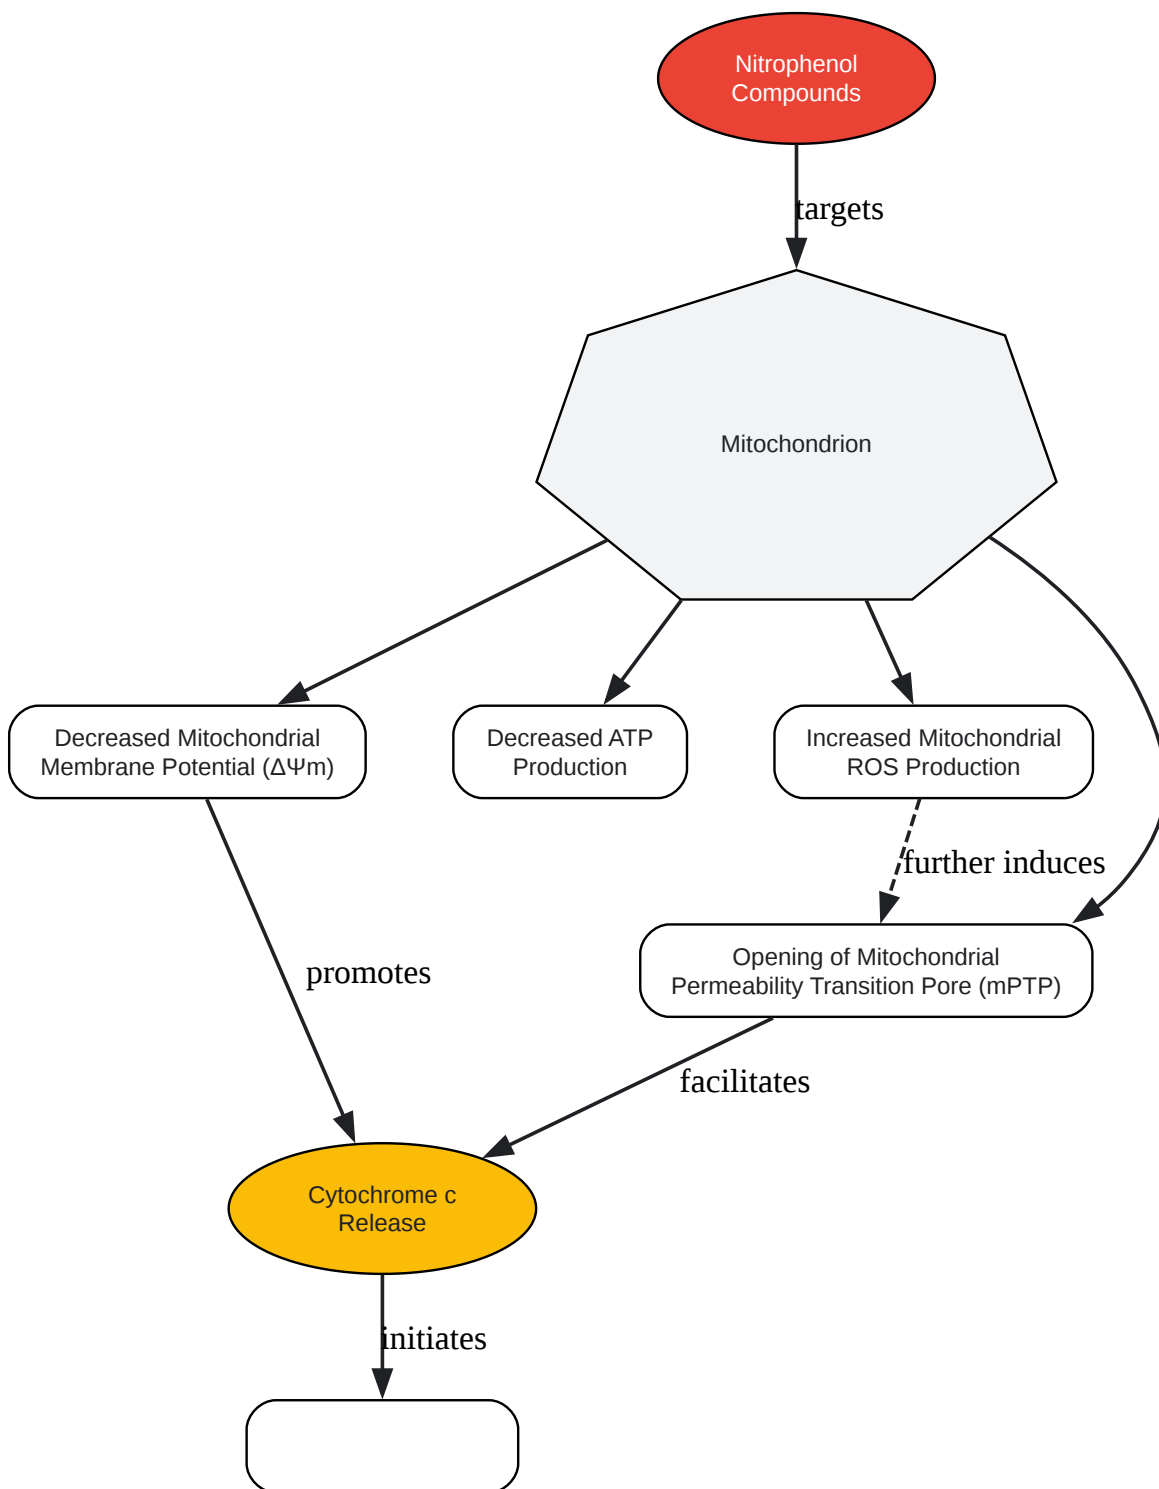 Nitrophenol
Compounds
targets
Mitochondrion
Decreased Mitochondrial
Membrane Potential (ΔΨm)
Decreased ATP
Production
Increased Mitochondrial
ROS Production
further induces
Opening of Mitochondrial
Permeability Transition Pore (mPTP)
promotes
facilitates
Cytochrome c
Release
initiates